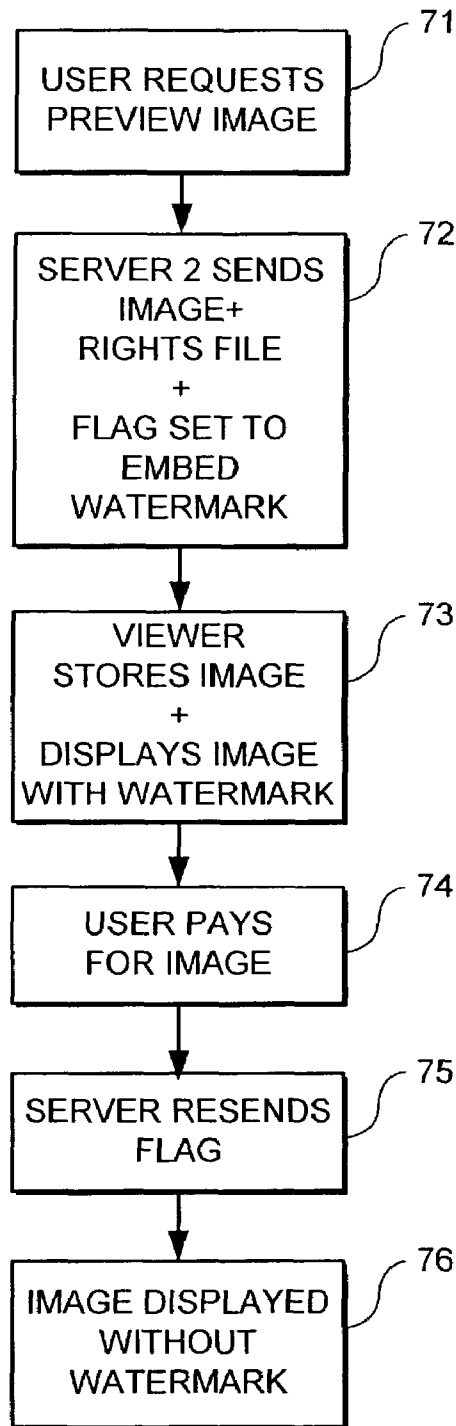 71
USER REQUESTS
PREVIEW IMAGE
72
SERVER 2 SENDS
IMAGE+
RIGHTS FILE
+
FLAG SET TO
EMBED
WATERMARK
73
VIEWER
STORES IMAGE
+
DISPLAYS IMAGE
WITH WATERMARK
74
USER PAYS
FOR IMAGE
75
SERVER RESENDS
FLAG
76
IMAGE DISPLAYED
WITHOUT
WATERMARK